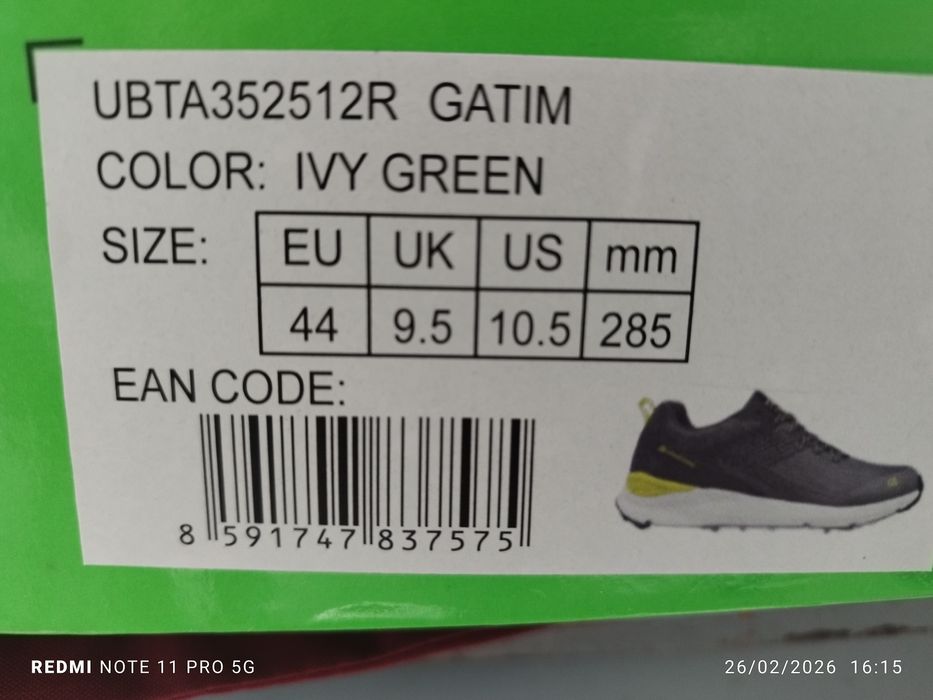 UBTA352512R GATIM
COLOR: IVY GREEN
SIZE: EU UK US mm
44 9.5 10.5 285
EAN CODE:
8 591747 837575
REDMI NOTE 11 PRO 5G
26/02/2026 16:15